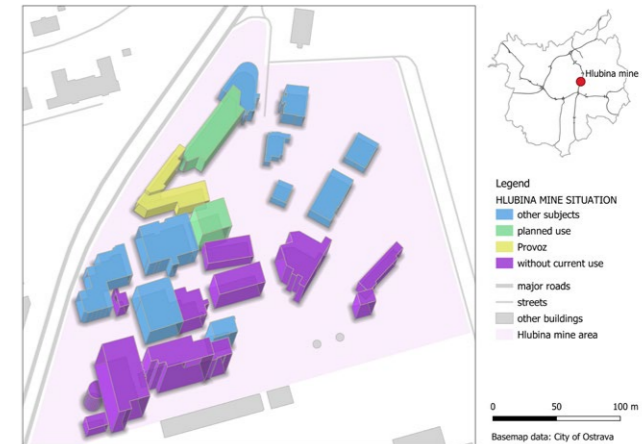 Hlubina mine
Legend
HLUBINA MINE SITUATION
other subjects
planned use
Provoz
without current use
major roads
streets
other buildings
Hlubina mine area
0 50 100 m
Basemap data: City of Ostrava